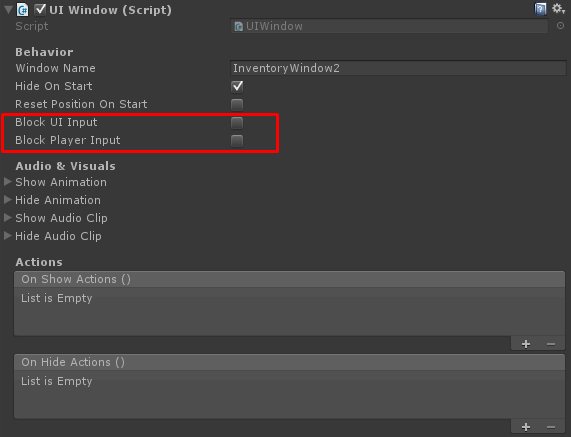 UI Window (Script)
Script UIWindow
Behavior
Window Name InventoryWindow2
Hide On Start
Reset Position On Start
Block UI Input
Block Player Input
Audio & Visuals
Show Animation
Hide Animation
Show Audio Clip
Hide Audio Clip
Actions
On Show Actions ()
List is Empty
On Hide Actions ()
List is Empty